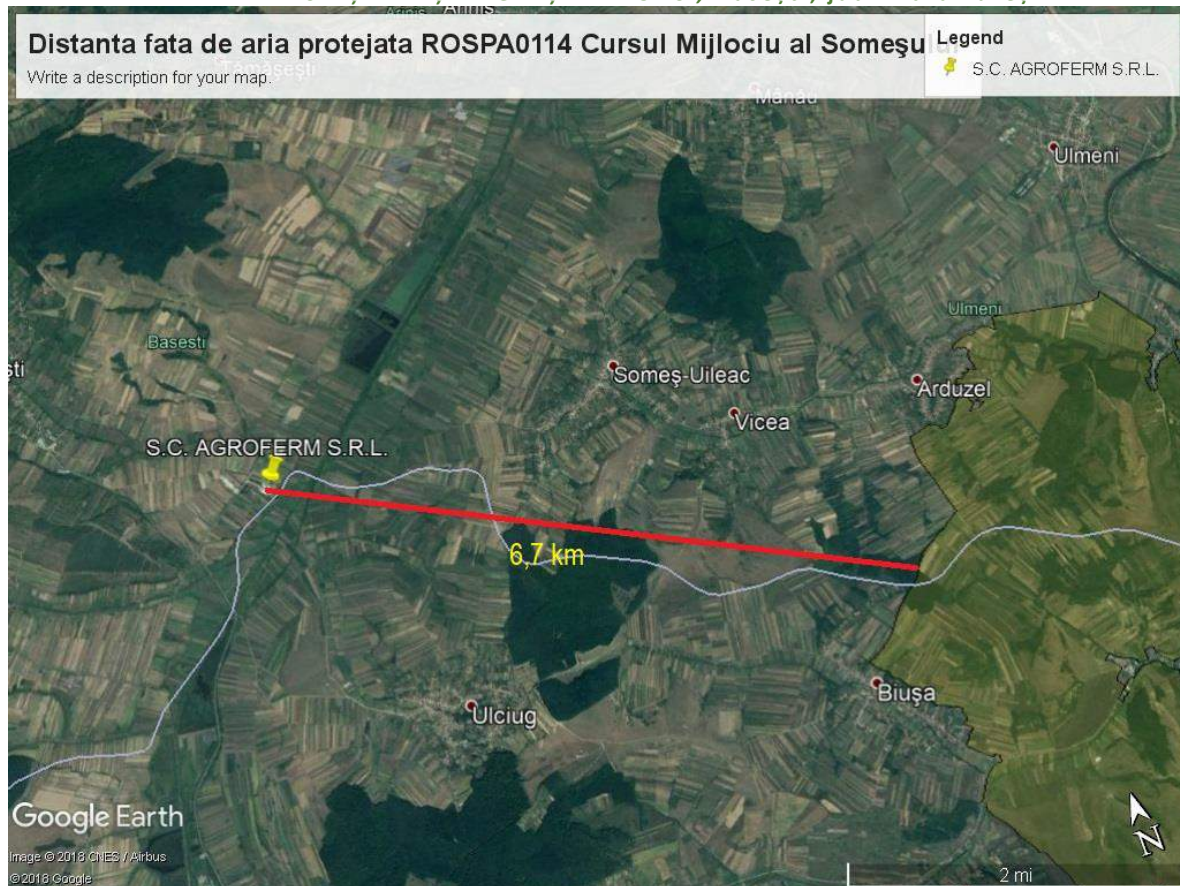 Distanta fata de aria protejata ROSPA0114 Cursul Mijlociu al Someşului
Write a description for your map.
Legend
S.C. AGROFERM S.R.L.
Mânău
Ulmeni
Ulmeni
Basesti
Someş-Uileac
Arduzel
Vicea
S.C. AGROFERM S.R.L.
6,7 km
Biuşa
Ulciug
Google Earth
Image © 2018 CNES / Airbus
© 2018 Google
N
2 mi